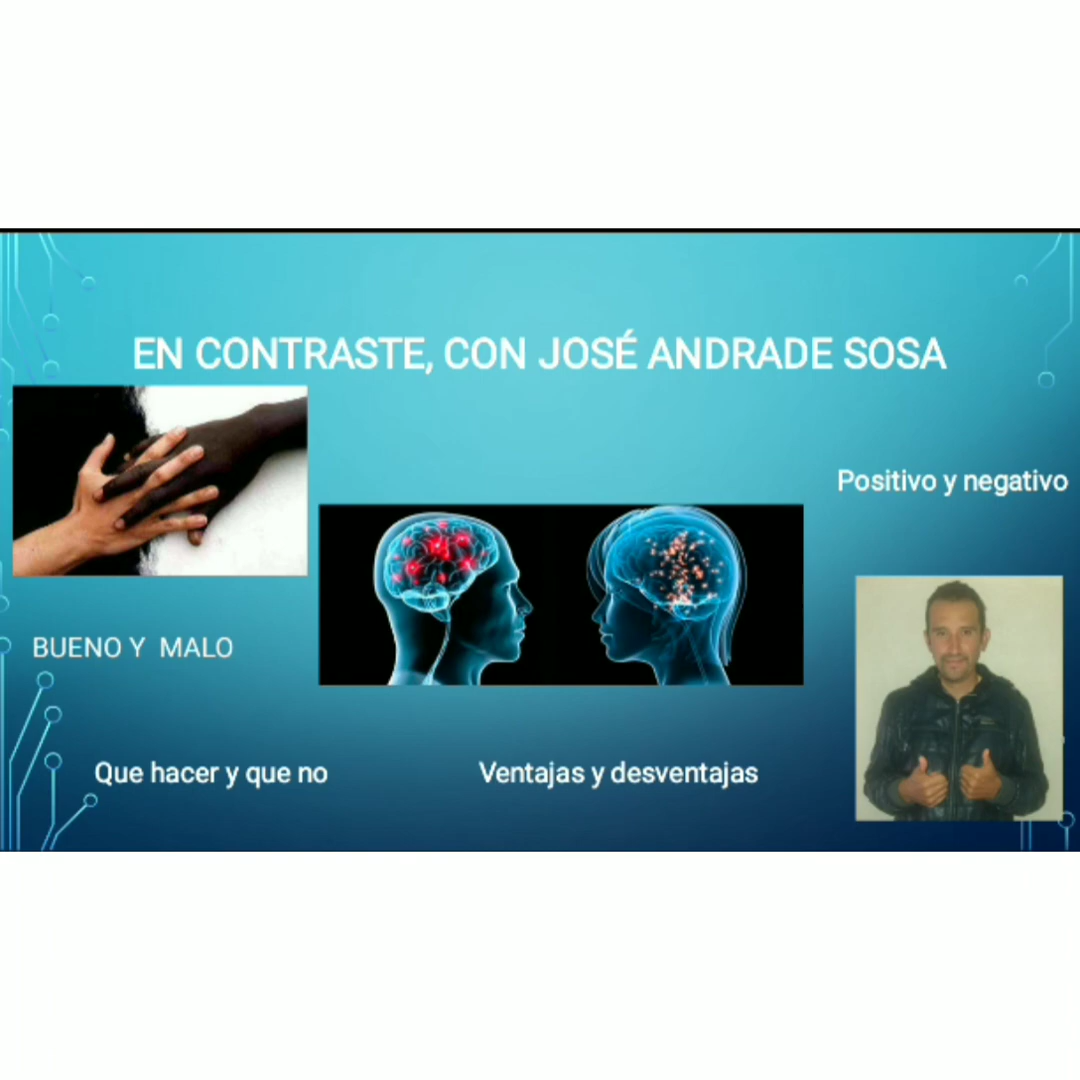 EN CONTRASTE, CON JOSÉ ANDRADE SOSA
Positivo y negativo
BUENO Y MALO
Que hacer y que no
Ventajas y desventajas